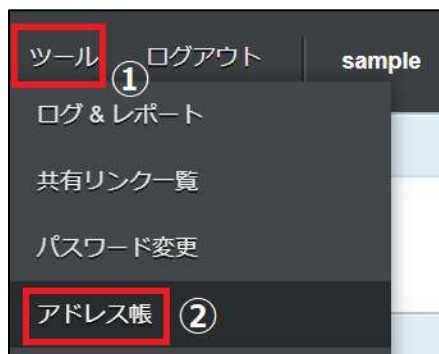 ツール ① ログアウト sample
ログ & レポート
共有リンク一覧
パスワード変更
アドレス帳 ②